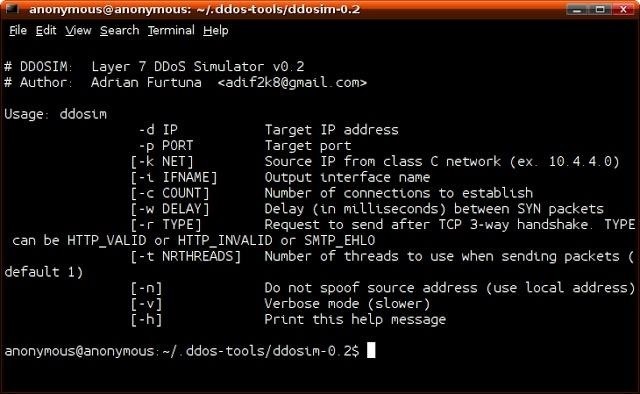 anonymous@anonymous: ~/.ddos-tools/ddosim-0.2
File Edit View Search Terminal Help
# DDOSIM: Layer 7 DDoS Simulator v0.2
# Author: Adrian Furtuna <adif2k8@gmail.com>
Usage: ddosim
-d IP Target IP address
-p PORT Target port
[-k NET] Source IP from class C network (ex. 10.4.4.0)
[-i IFNAME] Output interface name
[-c COUNT] Number of connections to establish
[-w DELAY] Delay (in milliseconds) between SYN packets
[-r TYPE] Request to send after TCP 3-way handshake. TYPE
can be HTTP_VALID or HTTP_INVALID or SMTP_EHLO
[-t NRTHREADS] Number of threads to use when sending packets (
default 1)
[-n] Do not spoof source address (use local address)
[-v] Verbose mode (slower)
[-h] Print this help message
anonymous@anonymous:~/.ddos-tools/ddosim-0.2$